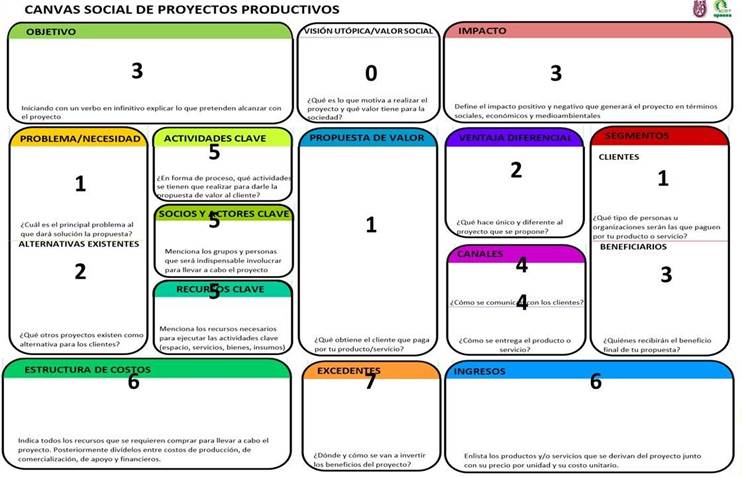 CANVAS SOCIAL DE PROYECTOS PRODUCTIVOS
OBJETIVO
3
Iniciando con un verbo en infinitivo explicar lo que pretenden alcanzar con
el proyecto
VISIÓN UTÓPICA/VALOR SOCIAL
0
¿Qué es lo que motiva a realizar el
proyecto y qué valor tiene para la
sociedad?
IMPACTO
3
Define el impacto positivo y negativo que generará el proyecto en términos
sociales, económicos y medioambientales
PROBLEMA/NECESIDAD
1
¿Cuál es el principal problema al
que dará solución la propuesta?
ALTERNATIVAS EXISTENTES
2
¿Qué otros proyectos existen como
alternativa para los clientes?
ACTIVIDADES CLAVE
5
¿En forma de proceso, qué actividades
se tienen que realizar para darle la
propuesta de valor al cliente?
SOCIOS Y ACTORES CLAVE
5
Menciona los grupos y personas
que será indispensable involucrar
para llevar a cabo el proyecto
RECURSOS CLAVE
5
Menciona los recursos necesarios
para ejecutar las actividades clave
(espacio, servicios, bienes, insumos)
PROPUESTA DE VALOR
1
¿Qué obtiene el cliente que paga
por tu producto/servicio?
VENTAJA DIFERENCIAL
2
¿Qué hace único y diferente al
proyecto que se propone?
CANALES
4
¿Cómo se comunica con los clientes?
4
¿Cómo se entrega el producto o
servicio?
SEGMENTOS
CLIENTES
1
¿Qué tipo de personas u
organizaciones serán las que paguen
por tu producto o servicio?
BENEFICIARIOS
3
¿Quiénes recibirán el beneficio
final de tu propuesta?
ESTRUCTURA DE COSTOS
6
Indica todos los recursos que se requieren comprar para llevar a cabo el
proyecto. Posteriormente divídelos entre costos de producción, de
comercialización, de apoyo y financieros.
EXCEDENTES
7
¿Dónde y cómo se van a invertir
los beneficios del proyecto?
INGRESOS
6
Enlista los productos y/o servicios que se derivan del proyecto junto
con su precio por unidad y su costo unitario.